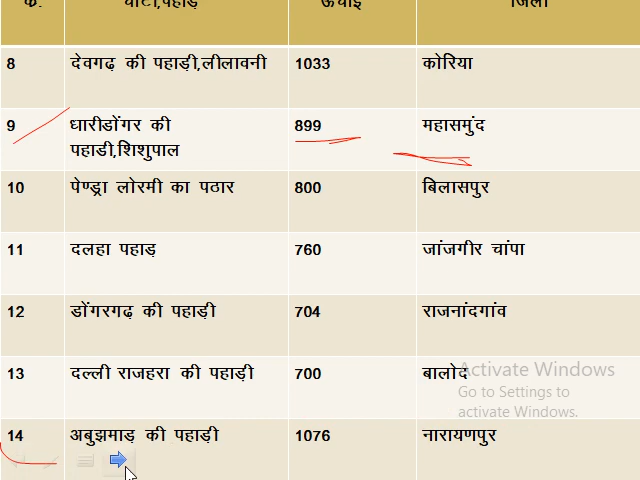 क. चोटी,पहाड़ ऊंचाई जिला
8 देवगढ़ की पहाड़ी,लीलावनी 1033 कोरिया
9 धारीडोंगर की 899 महासमुंद
पहाडी,शिशुपाल
10 पेण्ड्रा लोरमी का पठार 800 बिलासपुर
11 दलहा पहाड़ 760 जांजगीर चांपा
12 डोंगरगढ़ की पहाड़ी 704 राजनांदगांव
13 दल्ली राजहरा की पहाड़ी 700 बालोद
Activate Windows
Go to Settings to
activate Windows.
14 अबुझमाड़ की पहाड़ी 1076 नारायणपुर